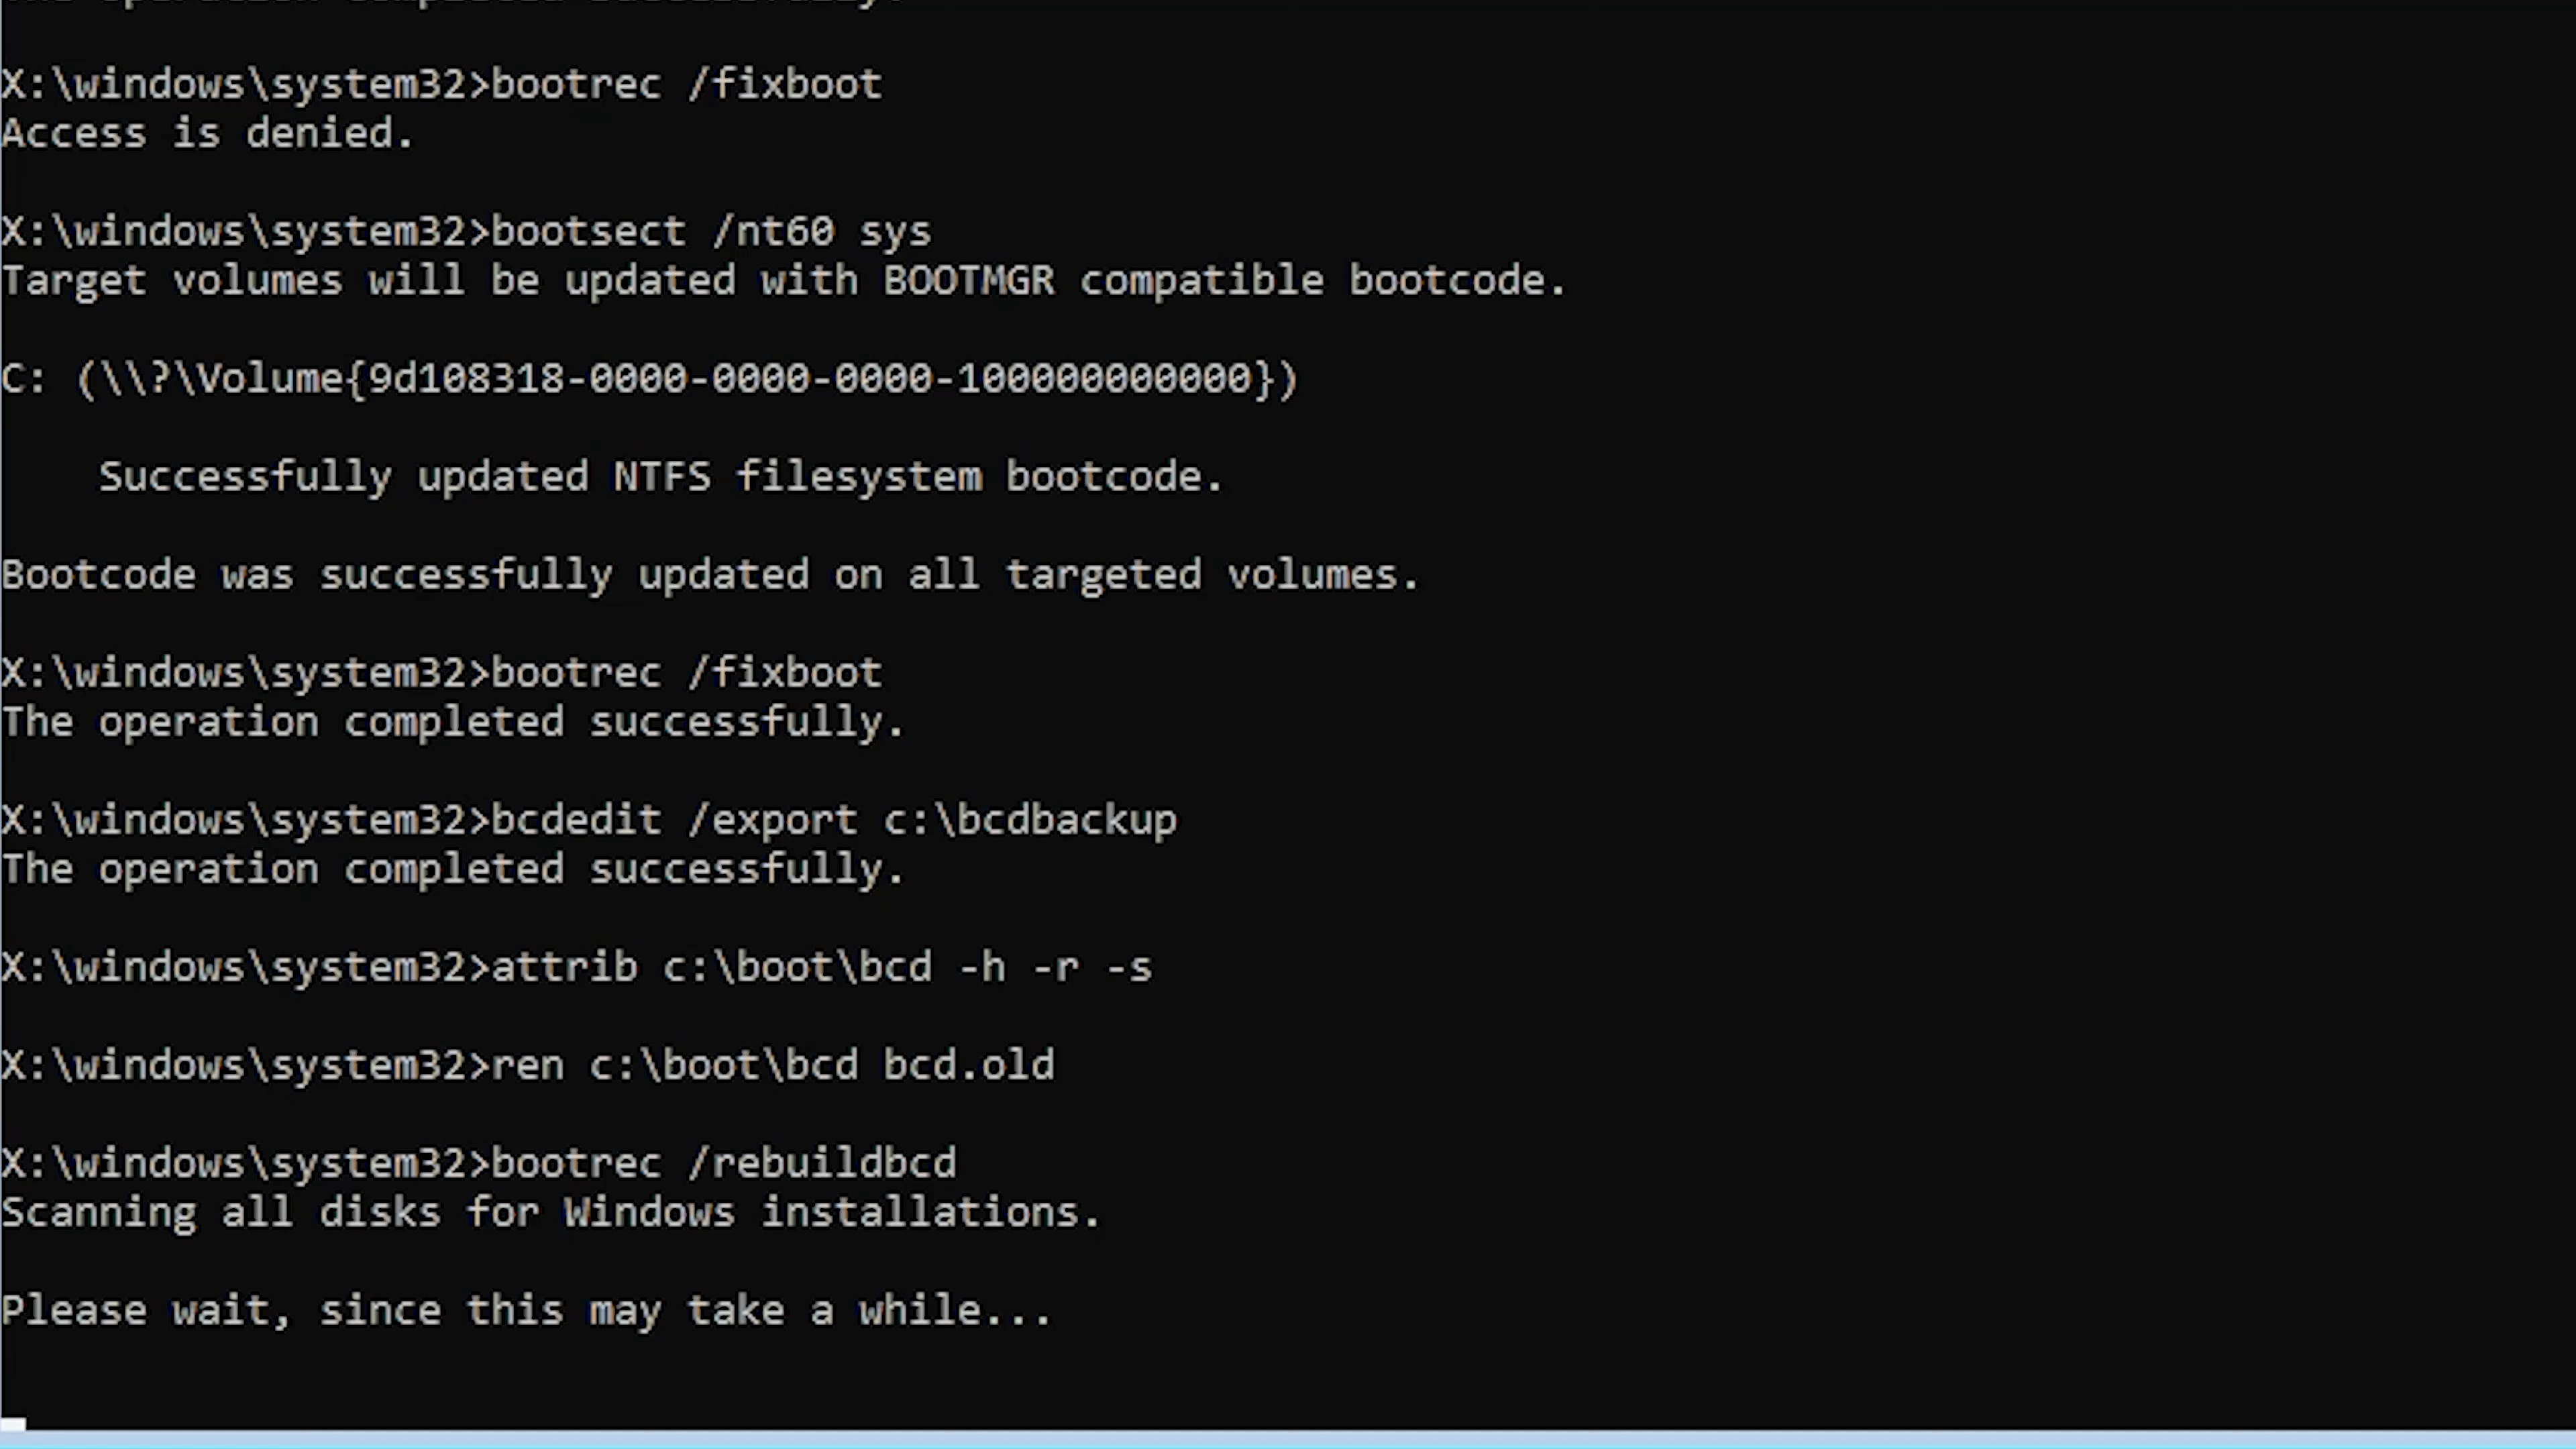 The operation completed successfully.
X:\windows\system32>bootrec /fixboot
Access is denied.
X:\windows\system32>bootsect /nt60 sys
Target volumes will be updated with BOOTMGR compatible bootcode.
C: (\\?\Volume{9d108318-0000-0000-0000-100000000000})
Successfully updated NTFS filesystem bootcode.
Bootcode was successfully updated on all targeted volumes.
X:\windows\system32>bootrec /fixboot
The operation completed successfully.
X:\windows\system32>bcdedit /export c:\bcdbackup
The operation completed successfully.
X:\windows\system32>attrib c:\boot\bcd -h -r -s
X:\windows\system32>ren c:\boot\bcd bcd.old
X:\windows\system32>bootrec /rebuildbcd
Scanning all disks for Windows installations.
Please wait, since this may take a while...